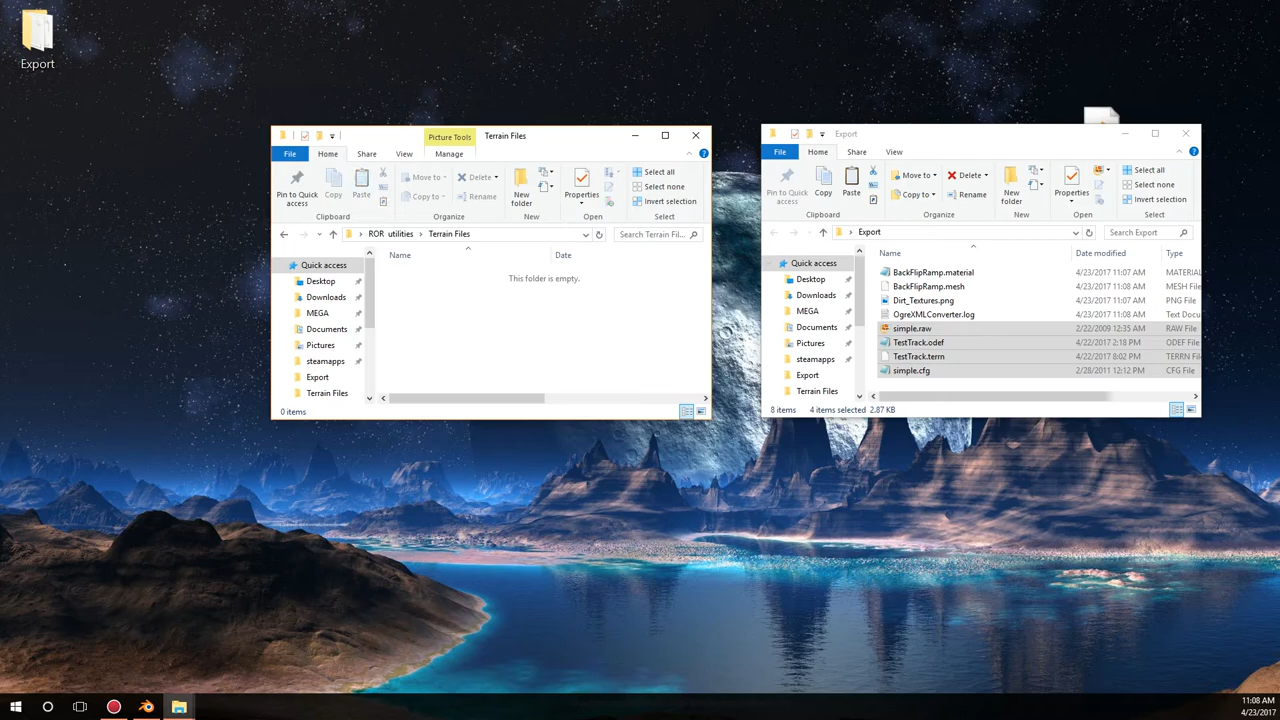 Export
Picture Tools
Terrain Files
File
Home
Share
View
Manage
Pin to Quick access
Copy
Paste
Clipboard
Move to
Copy to
Delete
Rename
Organize
New folder
New
Properties
Open
Select all
Select none
Invert selection
Select
ROR utilities
Terrain Files
Search Terrain Fil...
Name
Date
This folder is empty.
Quick access
Desktop
Downloads
MEGA
Documents
Pictures
steamapps
Export
Terrain Files
0 items
Export
File
Home
Share
View
Pin to Quick access
Copy
Paste
Clipboard
Move to
Copy to
Delete
Rename
Organize
New folder
New
Properties
Open
Select all
Select none
Invert selection
Select
Export
Search Export
Name
Date modified
Type
BackFlipRamp.material 4/23/2017 11:07 AM MATERIA
BackFlipRamp.mesh 4/23/2017 11:08 AM MESH File
Dirt_Textures.png 4/23/2017 11:07 AM PNG File
OgreXMLConverter.log 4/23/2017 11:08 AM Text Docu
simple.raw 2/22/2009 12:35 AM RAW File
TestTrack.odef 4/22/2017 2:18 PM ODEF File
TestTrack.terrn 4/22/2017 8:02 PM TERRN File
simple.cfg 2/28/2011 12:12 PM CFG File
Quick access
Desktop
Downloads
MEGA
Documents
Pictures
steamapps
Export
Terrain Files
8 items 4 items selected 2.87 KB
11:08 AM
4/23/2017